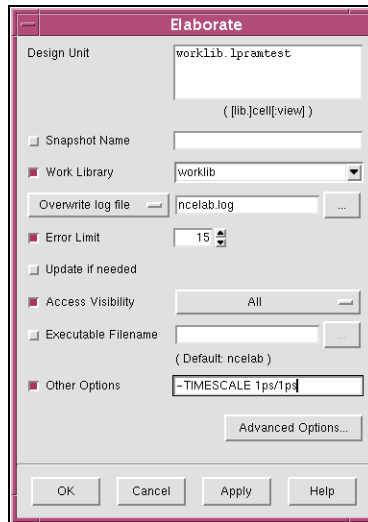 Elaborate
Design Unit
worklib.lpramtest
( [lib.]cell[:view] )
Snapshot Name
Work Library worklib
Overwrite log file ncelab.log ...
Error Limit 15
Update if needed
Access Visibility All
Executable Filename ...
( Default: ncelab )
Other Options -TIMESCALE 1ps/1ps
Advanced Options...
OK Cancel Apply Help